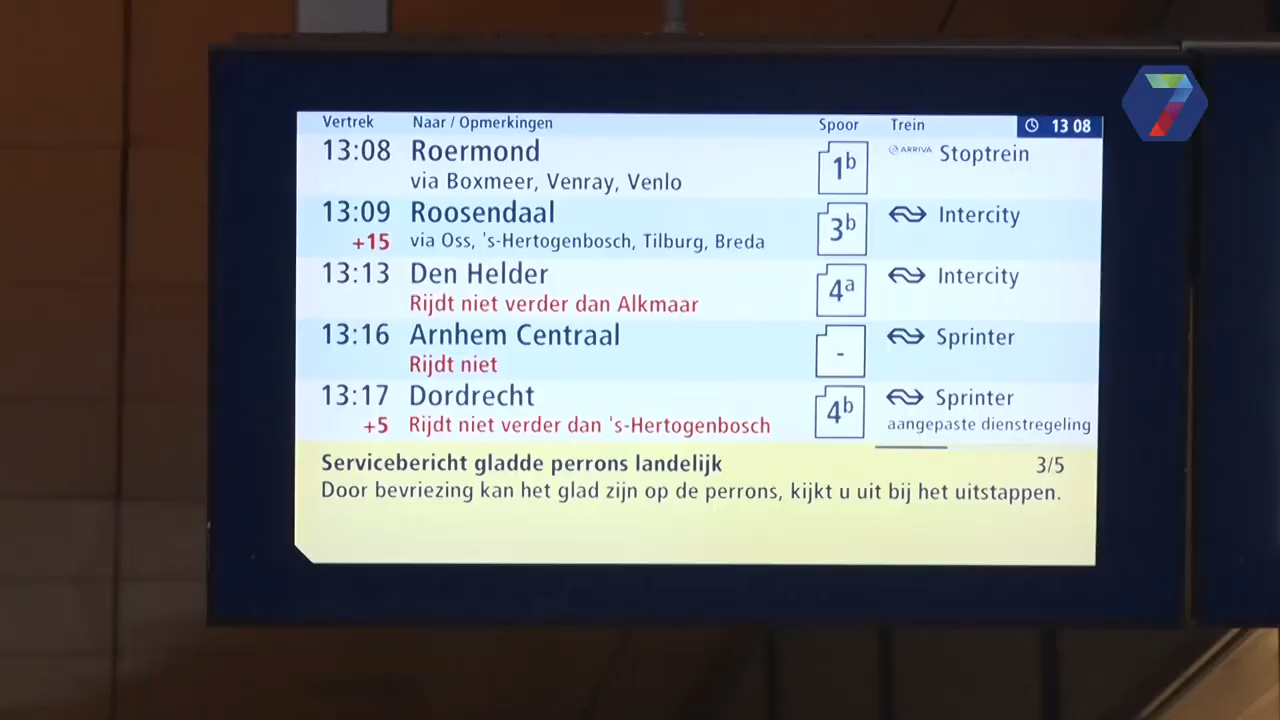 Vertrek Naar / Opmerkingen Spoor Trein 13 08
13:08 Roermond 1b ARRIVA Stoptrein
via Boxmeer, Venray, Venlo
13:09 Roosendaal 3b Intercity
+15 via Oss, 's-Hertogenbosch, Tilburg, Breda
13:13 Den Helder 4a Intercity
Rijdt niet verder dan Alkmaar
13:16 Arnhem Centraal - Sprinter
Rijdt niet
13:17 Dordrecht 4b Sprinter
+5 Rijdt niet verder dan 's-Hertogenbosch aangepaste dienstregeling
Servicebericht gladde perrons landelijk 3/5
Door bevriezing kan het glad zijn op de perrons, kijkt u uit bij het uitstappen.
7